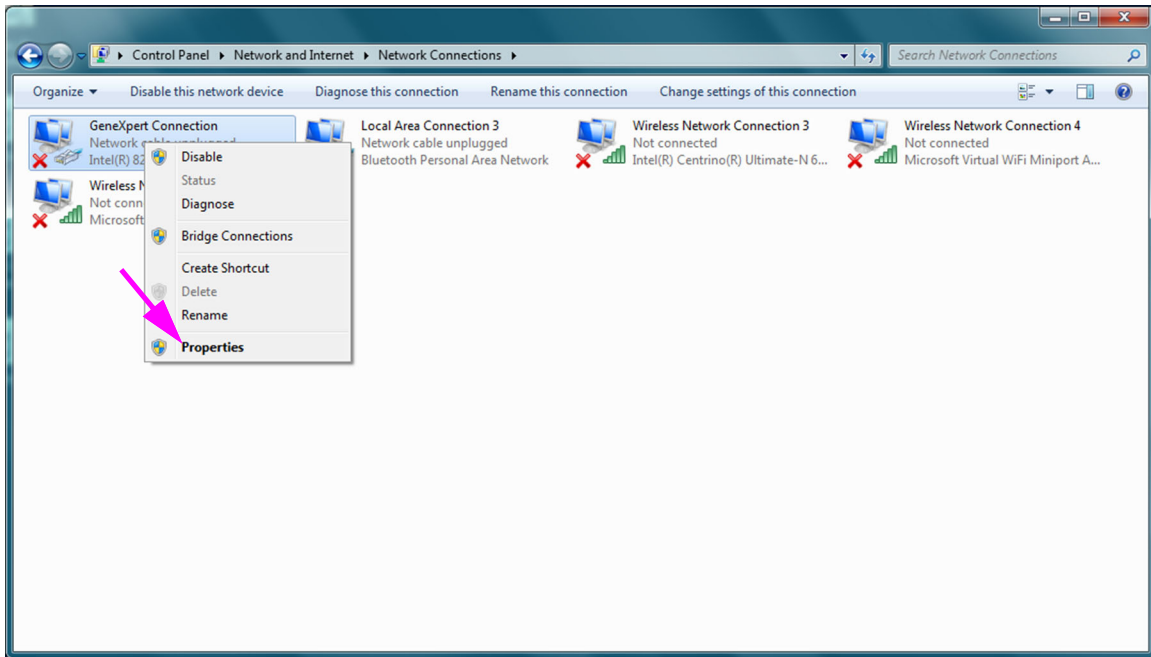 Control Panel Network and Internet Network Connections
Search Network Connections
Organize Disable this network device Diagnose this connection Rename this connection Change settings of this connection
GeneXpert Connection
Network cable unplugged
Intel(R) 82
Local Area Connection 3
Network cable unplugged
Bluetooth Personal Area Network
Wireless Network Connection 3
Not connected
Intel(R) Centrino(R) Ultimate-N 6...
Wireless Network Connection 4
Not connected
Microsoft Virtual WiFi Miniport A...
Wireless N
Not conn
Microsoft
Disable
Status
Diagnose
Bridge Connections
Create Shortcut
Delete
Rename
Properties